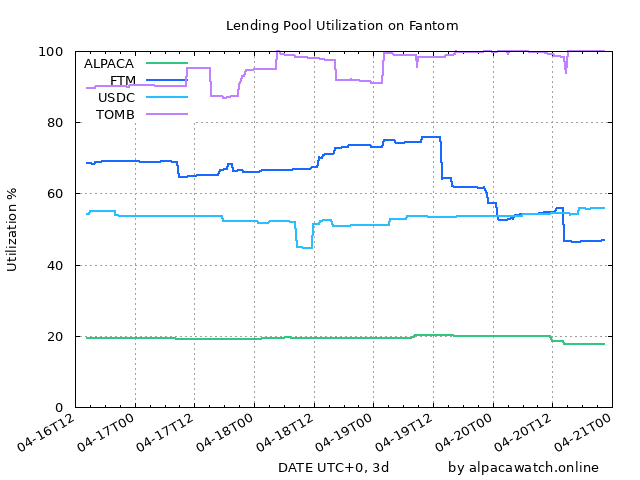 Lending Pool Utilization on Fantom
100
80
60
40
20
0
Utilization %
ALPACA
FTM
USDC
TOMB
04-16T12
04-17T00
04-17T12
04-18T00
04-18T12
04-19T00
04-19T12
04-20T00
04-20T12
04-21T00
DATE UTC+0, 3d
by alpacawatch.online